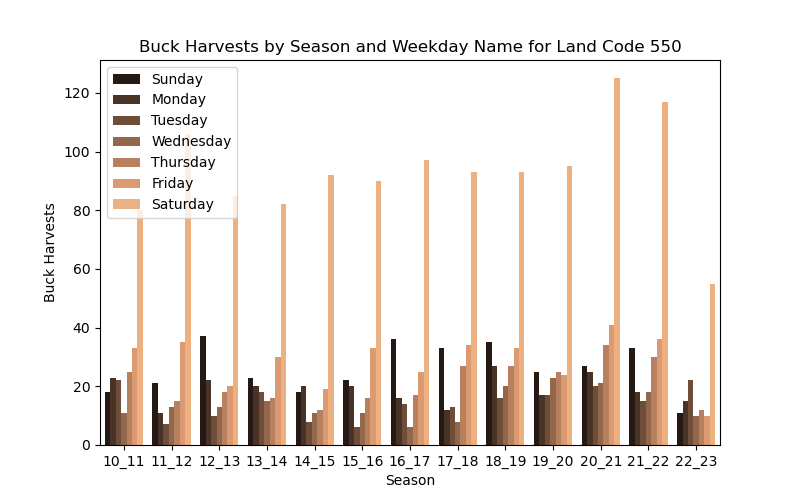 Buck Harvests by Season and Weekday Name for Land Code 550
Sunday
Monday
Tuesday
Wednesday
Thursday
Friday
Saturday
120
100
80
60
40
20
0
Buck Harvests
10_11 11_12 12_13 13_14 14_15 15_16 16_17 17_18 18_19 19_20 20_21 21_22 22_23
Season